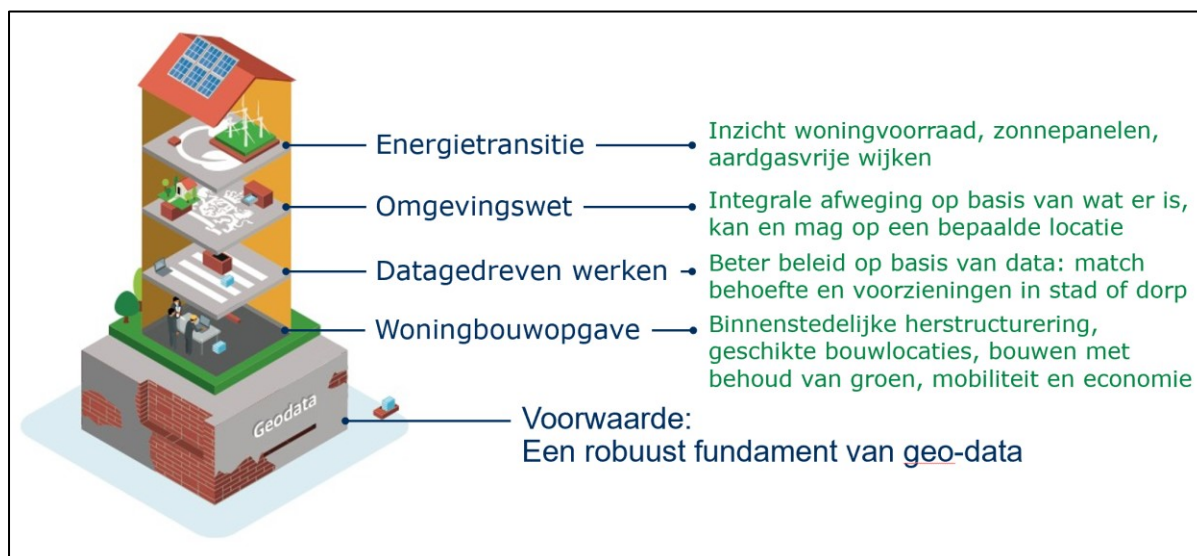 Energietransitie
Inzicht woningvoorraad, zonnepanelen,
aardgasvrije wijken
Omgevingswet
Integrale afweging op basis van wat er is,
kan en mag op een bepaalde locatie
Datagedreven werken
Beter beleid op basis van data: match
behoefte en voorzieningen in stad of dorp
Woningbouwopgave
Binnenstedelijke herstructurering,
geschikte bouwlocaties, bouwen met
behoud van groen, mobiliteit en economie
Geodata
Voorwaarde:
Een robuust fundament van geo-data